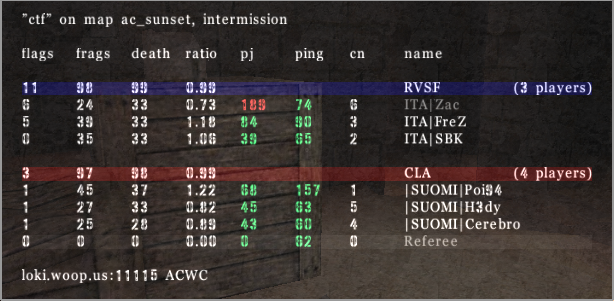 "ctf" on map ac_sunset, intermission
flags frags death ratio pj ping cn name
11 98 99 0.99 RVSF (3 players)
6 24 33 0.73 189 74 6 ITA|Zac
5 39 33 1.18 84 90 3 ITA|FreZ
0 35 33 1.06 39 65 2 ITA|SBK
3 97 98 0.99 CLA (4 players)
1 45 37 1.22 68 157 1 |SUOMI|Poi94
1 27 33 0.82 45 63 5 |SUOMI|H3dy
1 25 28 0.89 43 60 4 |SUOMI|Cerebro
0 0 0 0.00 0 62 0 Referee
loki.woop.us:11115 ACWC